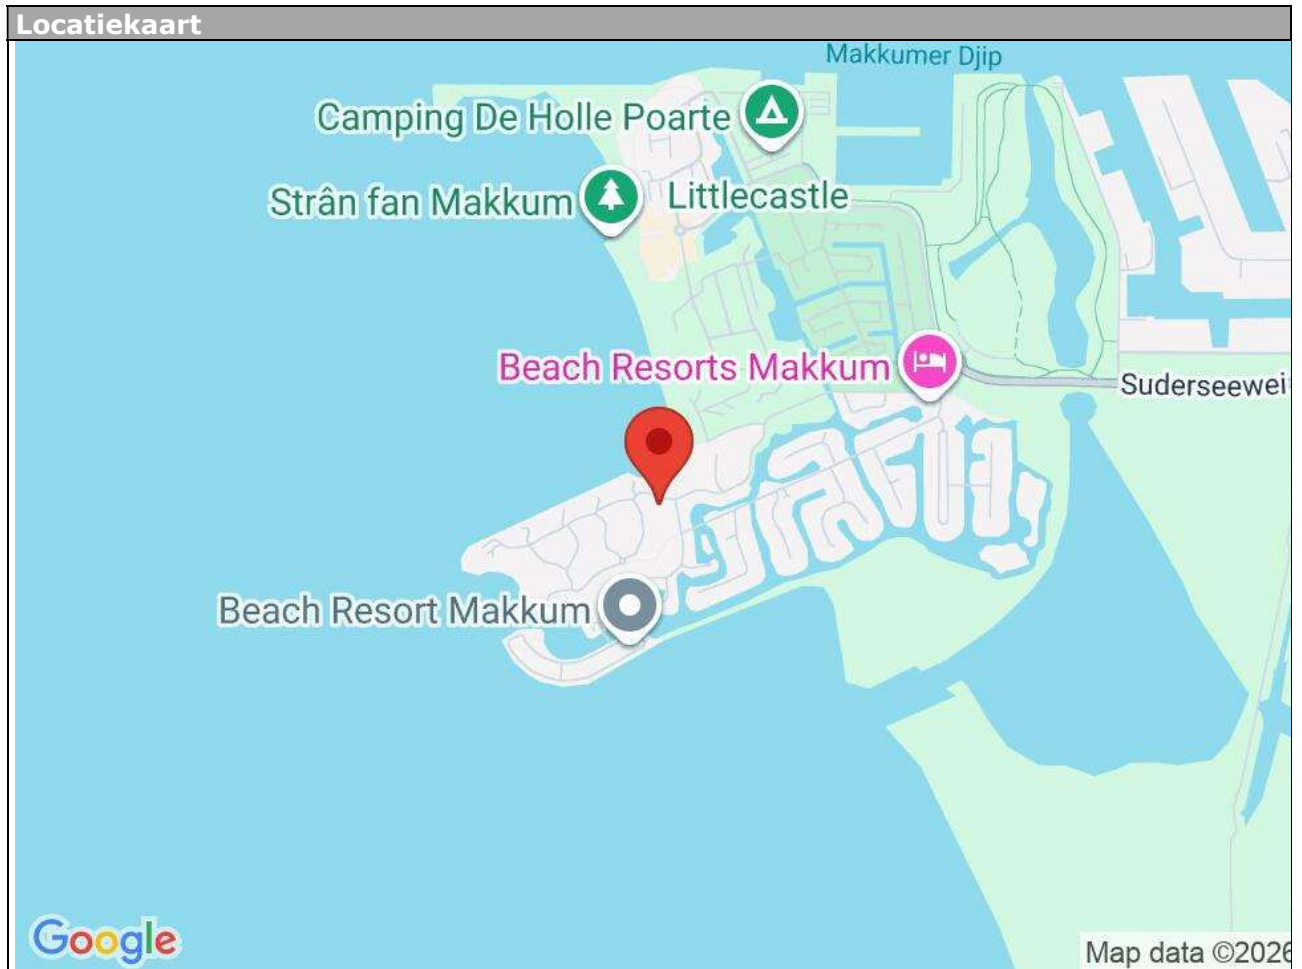 Locatiekaart
Makkumer Djip
Camping De Holle Poarte
Strân fan Makkum
Littlecastle
Beach Resorts Makkum
Suderseewei
Beach Resort Makkum
Google
Map data ©2026